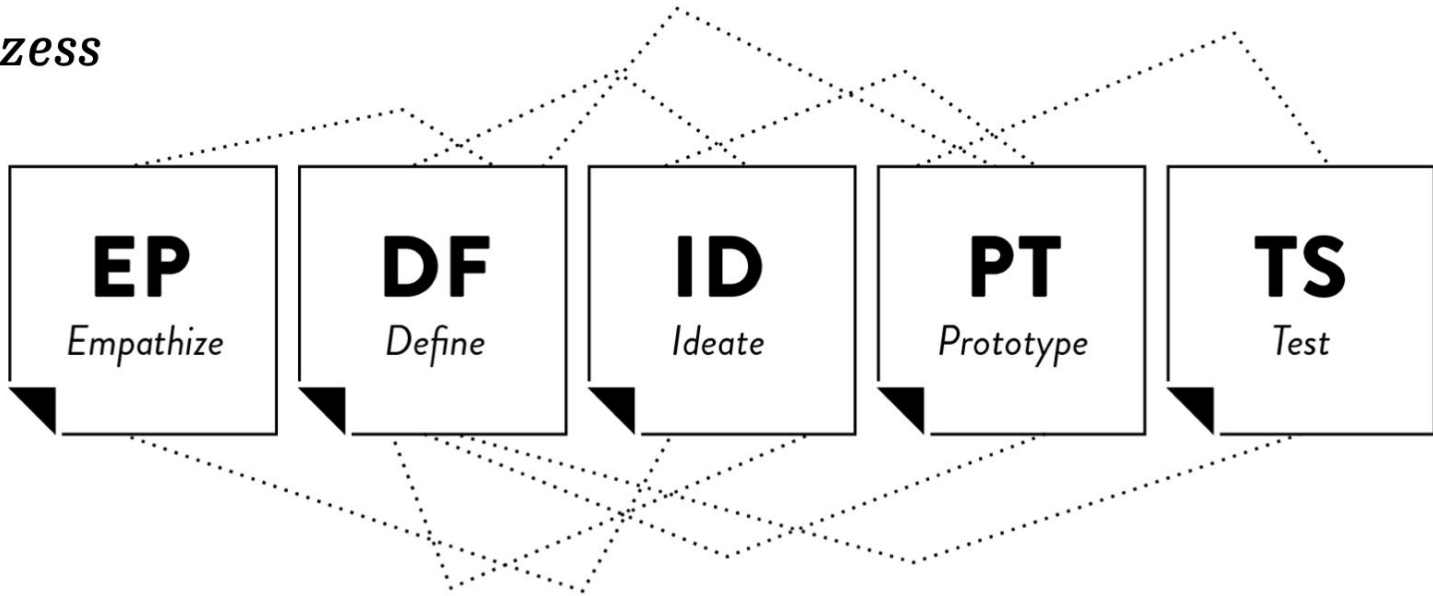 zess
EP
Empathize
DF
Define
ID
Ideate
PT
Prototype
TS
Test